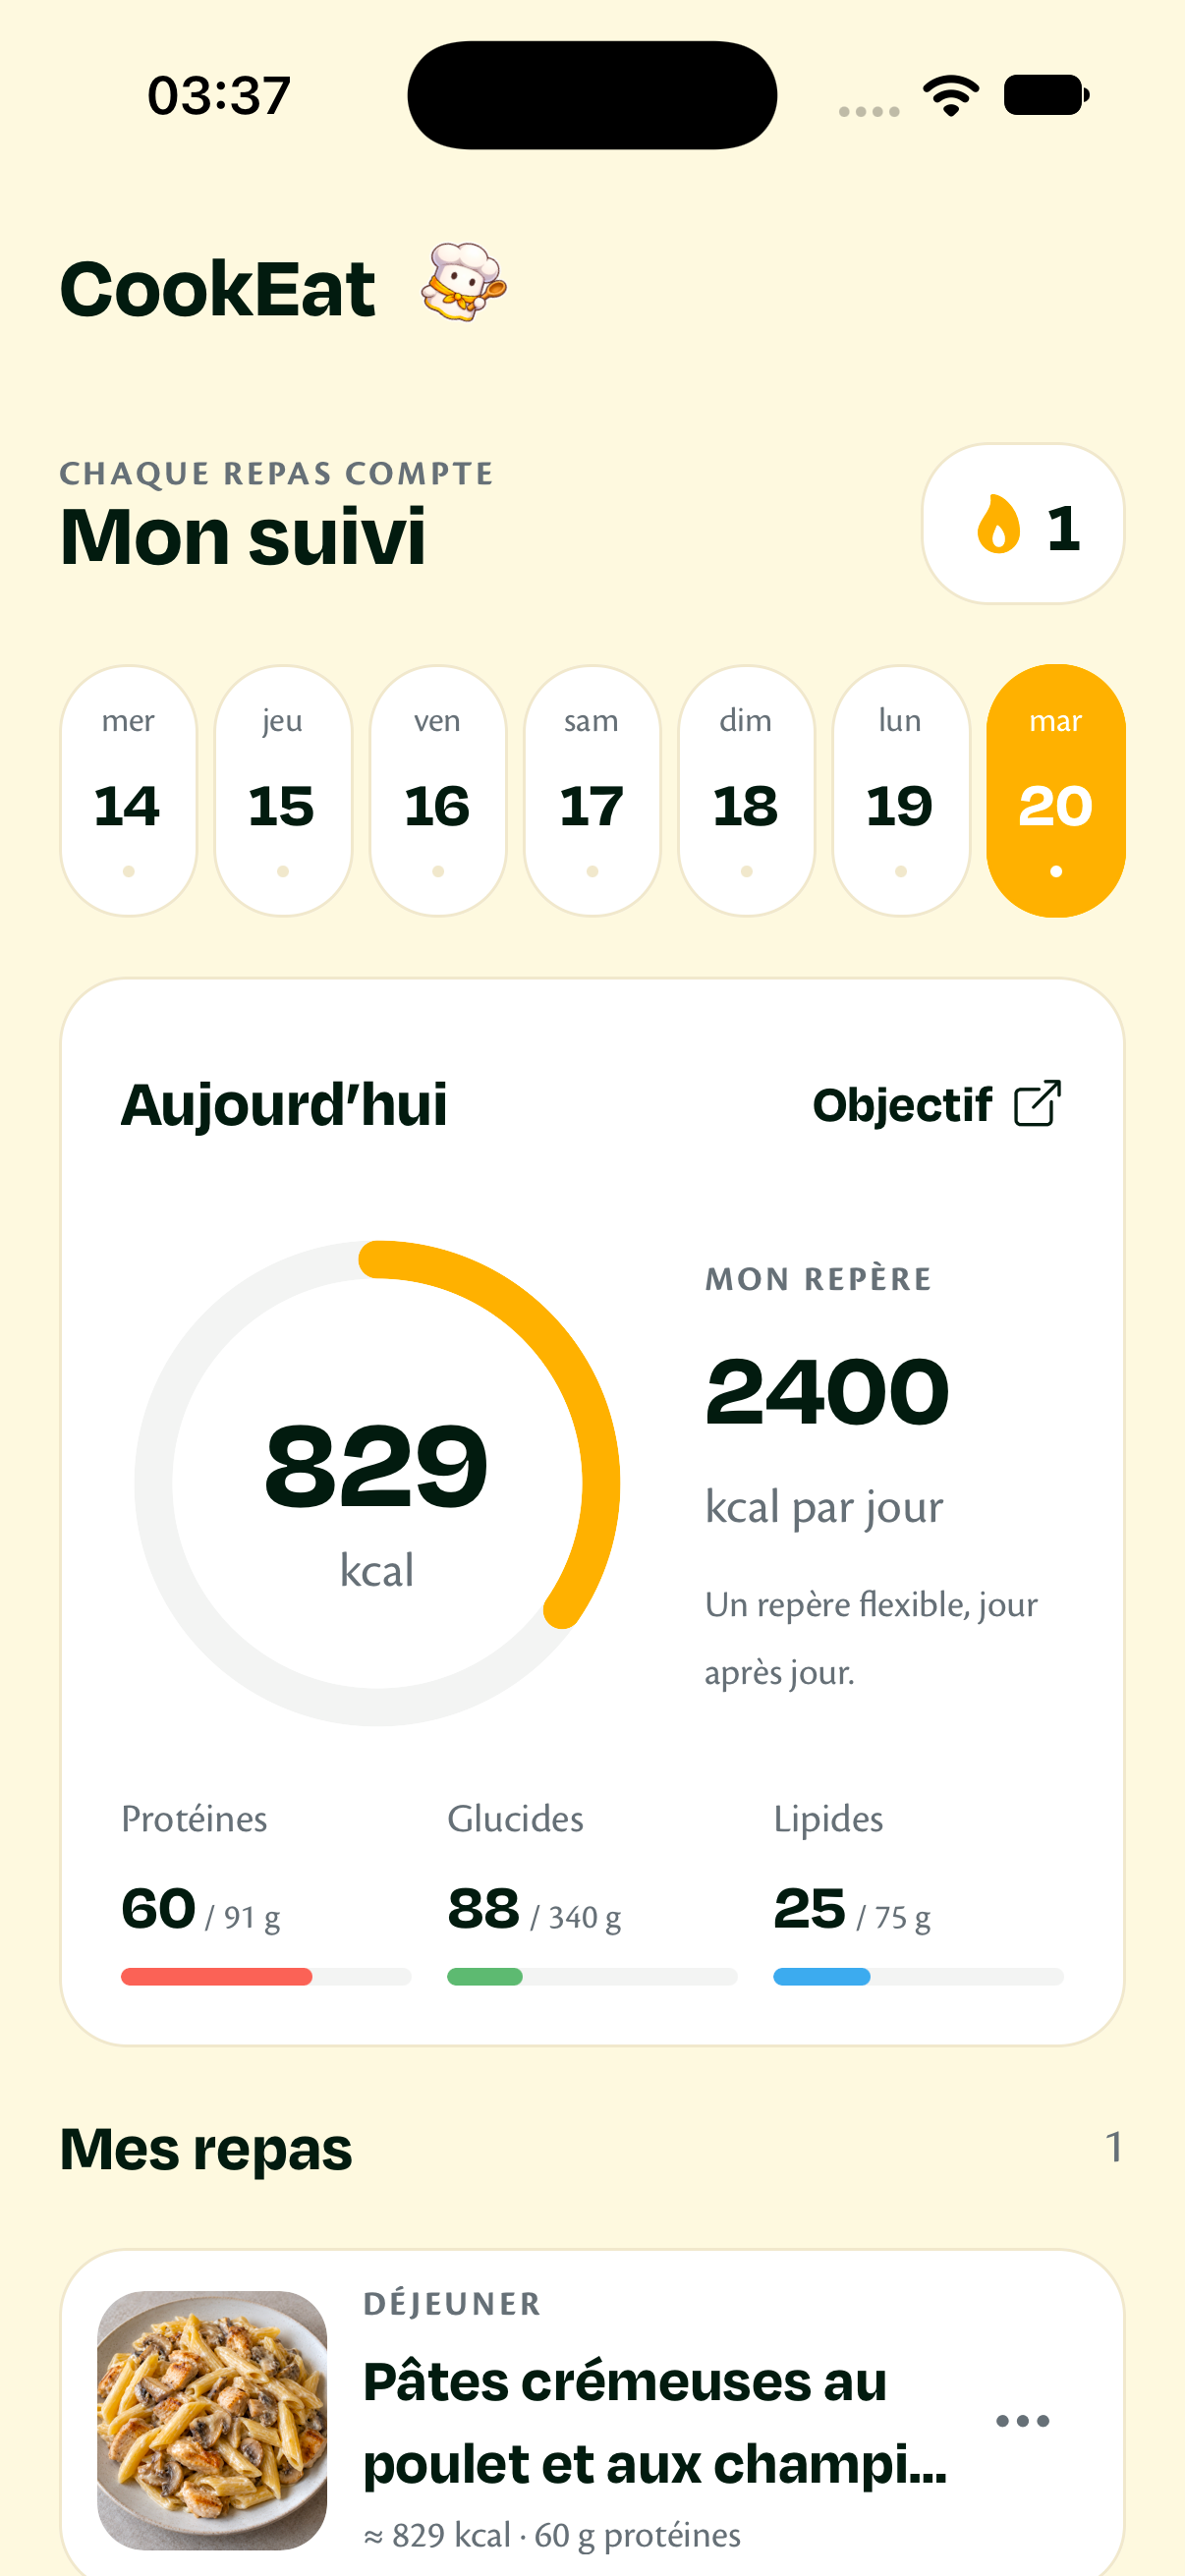 03:37
CookEat
CHAQUE REPAS COMPTE
Mon suivi
1
mer jeu ven sam dim lun mar
14 15 16 17 18 19 20
Aujourd’hui
Objectif
829
kcal
MON REPÈRE
2400
kcal par jour
Un repère flexible, jour
après jour.
Protéines Glucides Lipides
60 / 91 g 88 / 340 g 25 / 75 g
Mes repas
1
DÉJEUNER
Pâtes crémeuses au
poulet et aux champi...
≈ 829 kcal · 60 g protéines